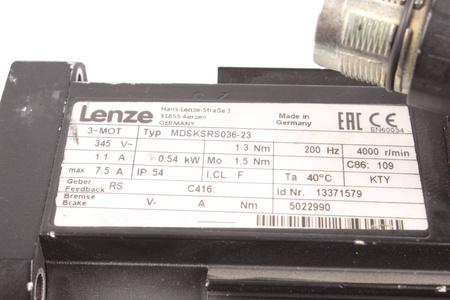 Lenze
Hans-Lenze-Straße 1
31855 Aerzen
GERMANY
Made in
Germany
EAC CE
EN60034
3~MOT Typ MDSKSRS036-23
345 V~ 1.3 Nm 200 Hz 4000 r/min
1.1 A 0.54 kW Mo 1.5 Nm C86: 109
max 7.5 A IP 54 I.CL. F Ta 40°C KTY
Geber
Feedback RS C416: Id.Nr. 13371579
Bremse
Brake V- A Nm 5022990